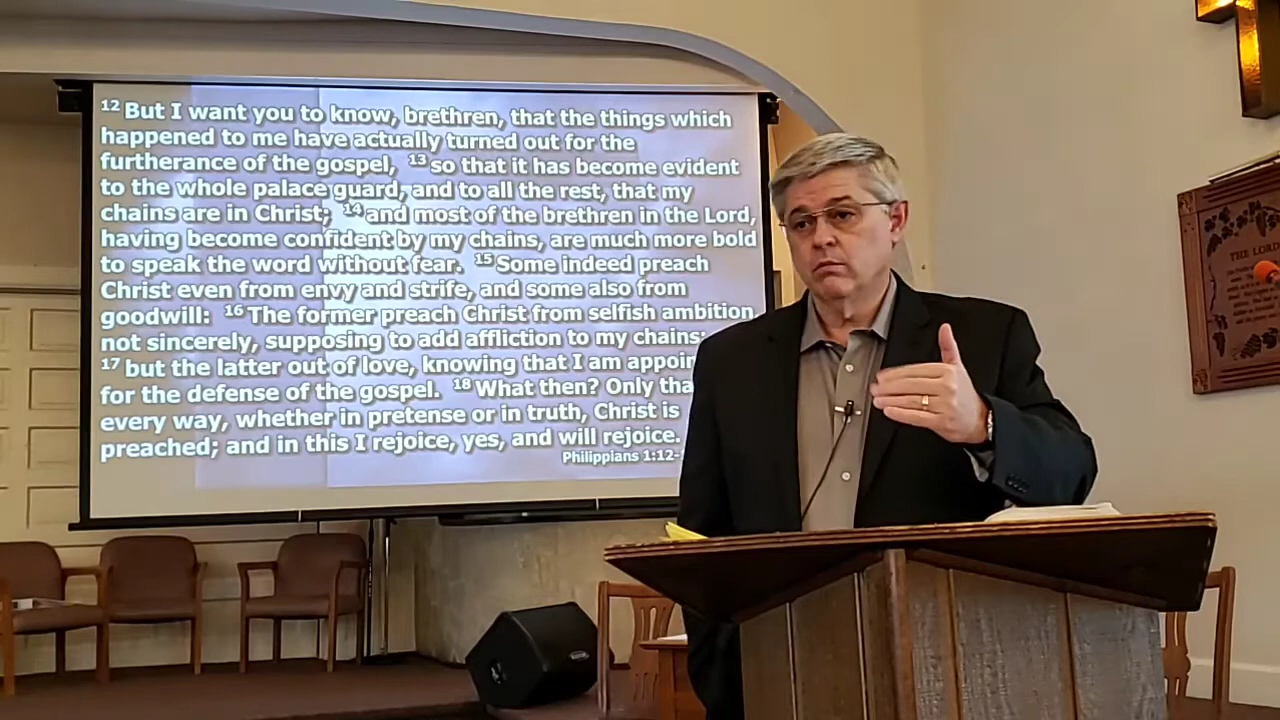 12 But I want you to know, brethren, that the things which
happened to me have actually turned out for the
furtherance of the gospel, 13 so that it has become evident
to the whole palace guard, and to all the rest, that my
chains are in Christ; 14 and most of the brethren in the Lord,
having become confident by my chains, are much more bold
to speak the word without fear. 15 Some indeed preach
Christ even from envy and strife, and some also from
goodwill: 16 The former preach Christ from selfish ambition,
not sincerely, supposing to add affliction to my chains;
17 but the latter out of love, knowing that I am appoin
for the defense of the gospel. 18 What then? Only tha
every way, whether in pretense or in truth, Christ is
preached; and in this I rejoice, yes, and will rejoice.
Philippians 1:12-
THE LOR